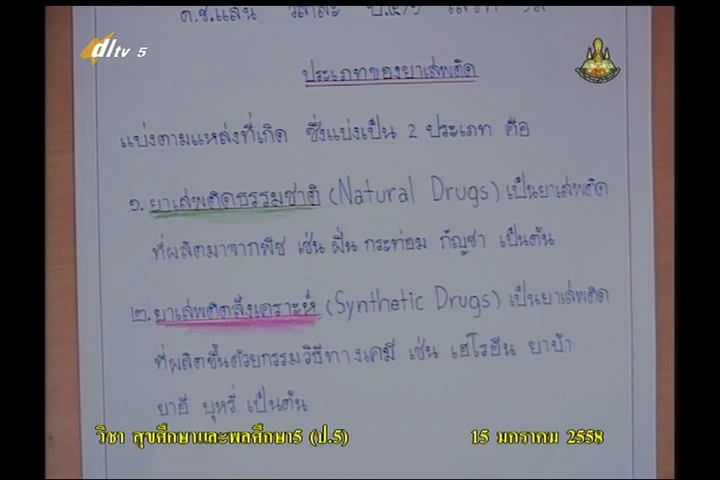 dltv 5
ด.ช.แสน
ประเภทของยาเสพติด
แบ่งตามแหล่งที่เกิด ซึ่งแบ่งเป็น 2 ประเภท คือ
๑. ยาเสพติดธรรมชาติ (Natural Drugs) เป็นยาเสพติด
ที่ผลิตมาจากพืช เช่น ฝิ่น กระท่อม กัญชา เป็นต้น
๒. ยาเสพติดสังเคราะห์ (Synthetic Drugs) เป็นยาเสพติด
ที่ผลิตขึ้นด้วยกรรมวิธีทางเคมี เช่น เฮโรอีน ยาบ้า
ยาอี บุหรี่ เป็นต้น
วิชา สุขศึกษาและพลศึกษา5 (ป.5) 15 มกราคม 2558